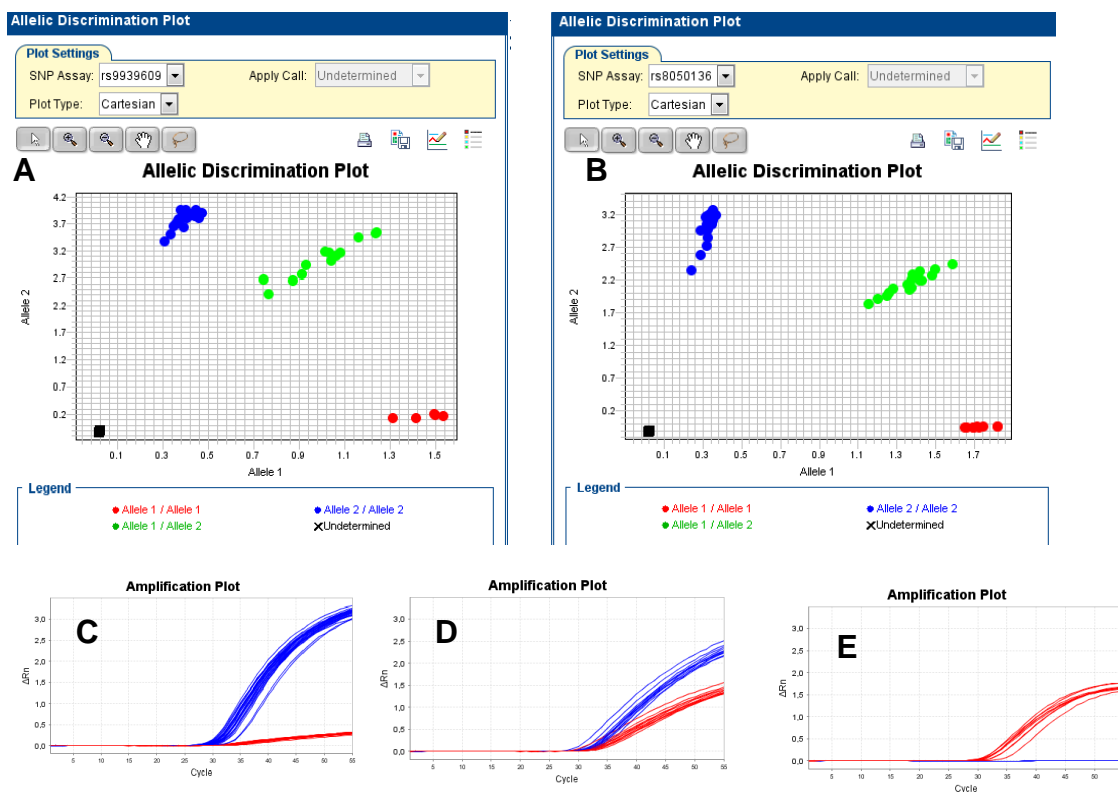 Allelic Discrimination Plot
Plot Settings
SNP Assay: rs9939609 Apply Call: Undetermined
Plot Type: Cartesian
A Allelic Discrimination Plot
4.2
3.7
3.2
2.7
2.2
1.7
1.2
0.7
0.2
Allele 2
0.1 0.3 0.5 0.7 0.9 1.1 1.3 1.5
Allele 1
Legend
Allele 1 / Allele 1 Allele 2 / Allele 2
Allele 1 / Allele 2 Undetermined
Allelic Discrimination Plot
Plot Settings
SNP Assay: rs8050136 Apply Call: Undetermined
Plot Type: Cartesian
B Allelic Discrimination Plot
3.2
2.7
2.2
1.7
1.2
0.7
0.2
Allele 2
0.1 0.3 0.5 0.7 0.9 1.1 1.3 1.5 1.7
Allele 1
Legend
Allele 1 / Allele 1 Allele 2 / Allele 2
Allele 1 / Allele 2 Undetermined
Amplification Plot
C
3,0
2,5
2,0
1,5
1,0
0,5
0,0
ΔRn
5 10 15 20 25 30 35 40 45 50 55
Cycle
Amplification Plot
D
3,0
2,5
2,0
1,5
1,0
0,5
0,0
ΔRn
5 10 15 20 25 30 35 40 45 50 55
Cycle
Amplification Plot
E
3,0
2,5
2,0
1,5
1,0
0,5
0,0
ΔRn
5 10 15 20 25 30 35 40 45 50
Cycle